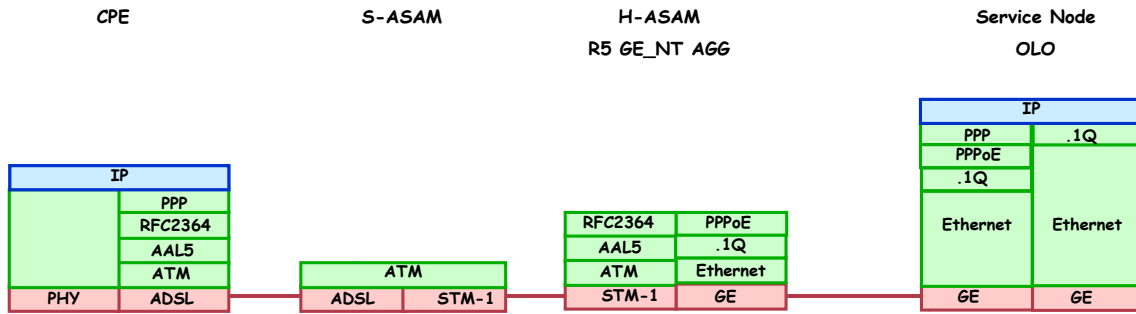 CPE S-ASAM H-ASAM Service Node
R5 GE_NT AGG OLO
IP
PPP .1Q
PPPoE
.1Q
IP
PPP
RFC2364 RFC2364 PPPoE Ethernet Ethernet
AAL5 AAL5 .1Q
ATM ATM ATM Ethernet
PHY ADSL ADSL STM-1 STM-1 GE GE GE